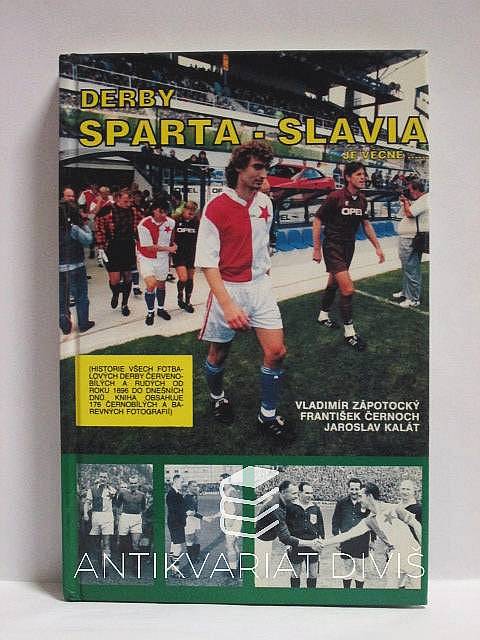 DERBY
SPARTA - SLAVIA
JE VĚČNÉ .....
OPEL
OPEL
(HISTORIE VŠECH FOTBA-
LOVÝCH DERBY ČERVENO-
BÍLÝCH A RUDÝCH OD
ROKU 1896 DO DNEŠNÍCH
DNŮ. KNIHA OBSAHUJE
175 ČERNOBÍLÝCH A BA-
REVNÝCH FOTOGRAFIÍ)
VLADIMÍR ZÁPOTOCKÝ
FRANTIŠEK ČERNOCH
JAROSLAV KALÁT
ANTIKVARIÁT DIVIŠ